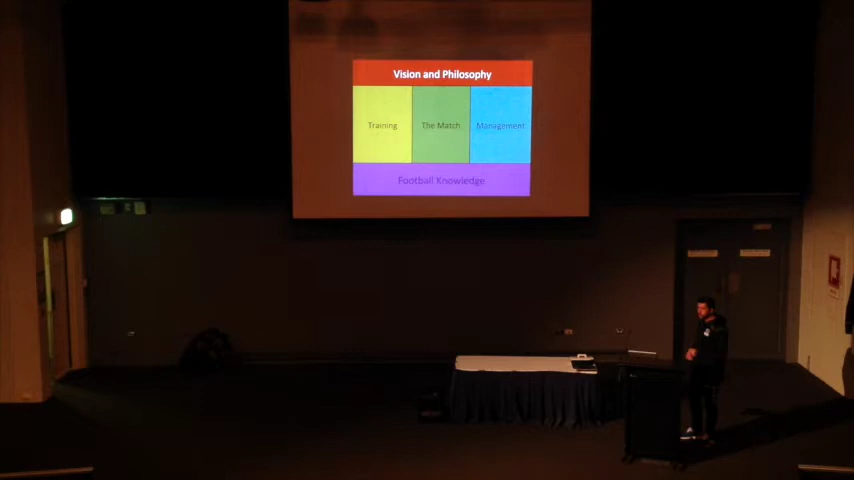 Vision and Philosophy
Training
The Match
Management
Football Knowledge